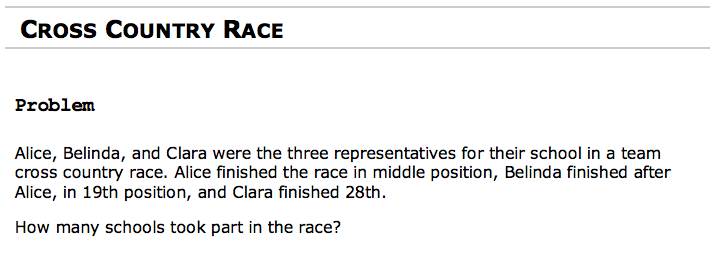 CROSS COUNTRY RACE
Problem
Alice, Belinda, and Clara were the three representatives for their school in a team
cross country race. Alice finished the race in middle position, Belinda finished after
Alice, in 19th position, and Clara finished 28th.
How many schools took part in the race?